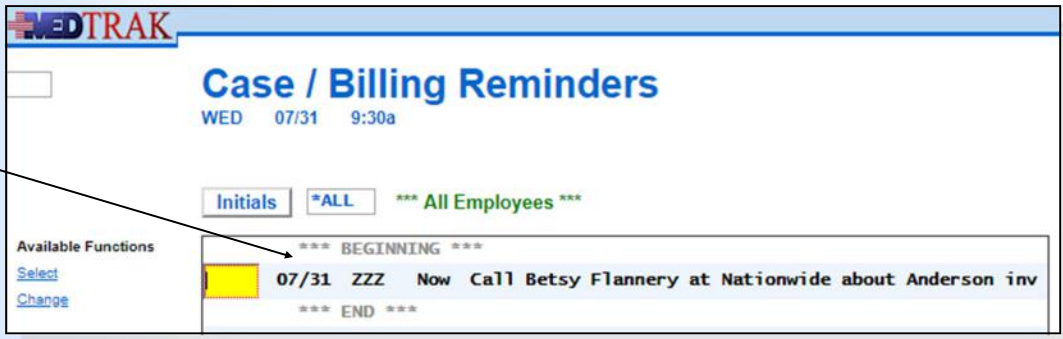 MEDTRAK
Case / Billing Reminders
WED 07/31 9:30a
Initials *ALL *** All Employees ***
Available Functions
Select
Change
*** BEGINNING ***
07/31 ZZZ Now Call Betsy Flannery at Nationwide about Anderson inv
*** END ***